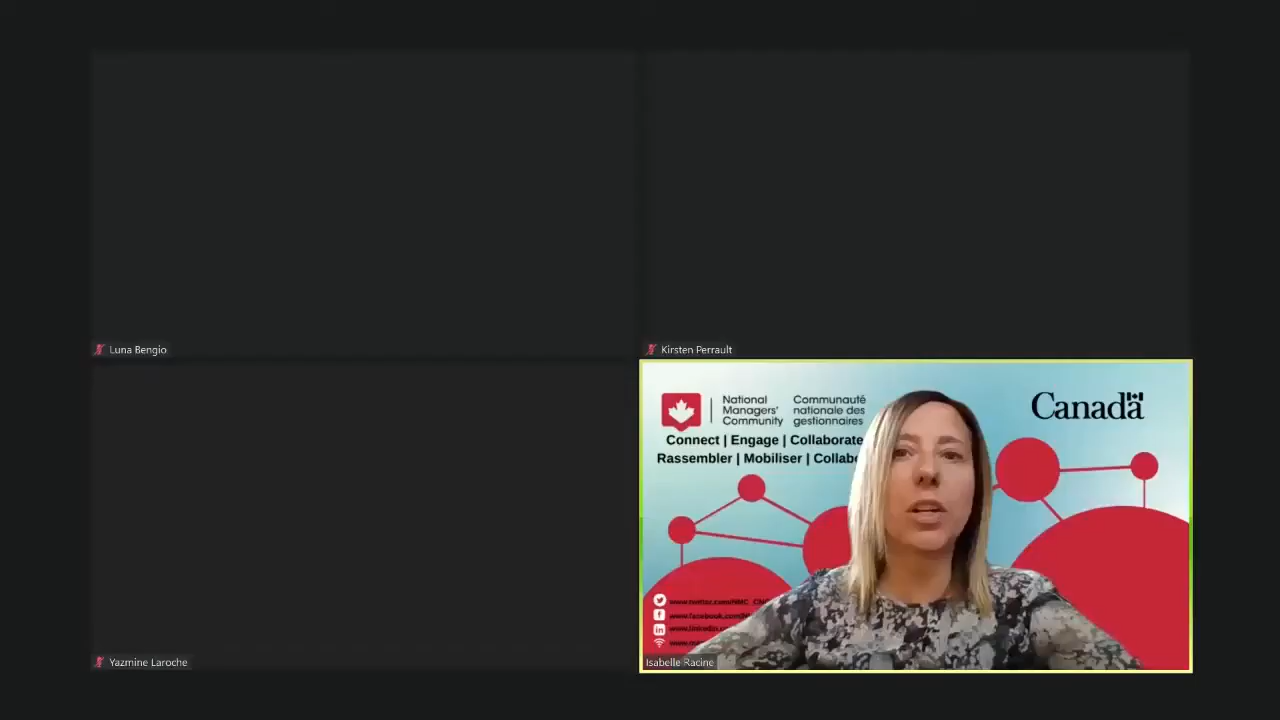 Luna Bengio
Kirsten Perrault
National
Managers'
Community
Communauté
nationale des
gestionnaires
Canada
Connect | Engage | Collaborate
Rassembler | Mobiliser |
Yazmine Laroche
Isabelle Racine